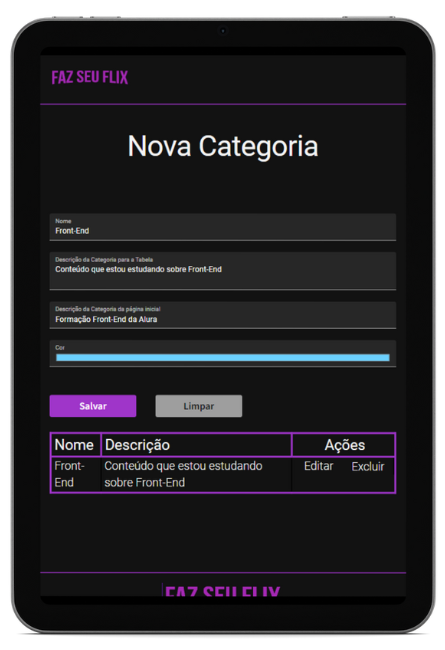 FAZ SEU FLIX
Nova Categoria
Nome
Front-End
Descrição da Categoria para a Tabela
Conteúdo que estou estudando sobre Front-End
Descrição da Categoria da página inicial
Formação Front-End da Alura
Cor
Salvar Limpar
Nome Descrição Ações
Front- Conteúdo que estou estudando Editar Excluir
End sobre Front-End
FAZ SEU FLIX